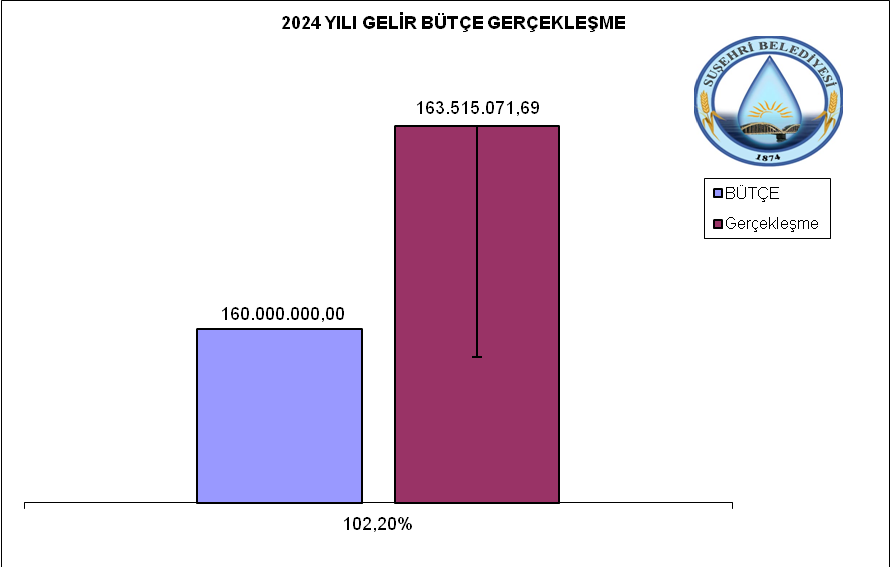 2024 YILI GELİR BÜTÇE GERÇEKLEŞME
SUŞEHRİ BELEDİYESİ
1874
163.515.071,69
BÜTÇE
Gerçekleşme
160.000.000,00
102,20%